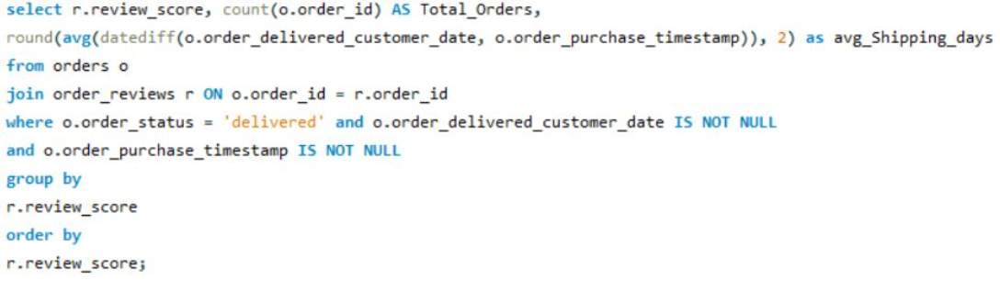 select r.review_score, count(o.order_id) AS Total_Orders,
round(avg(datediff(o.order_delivered_customer_date, o.order_purchase_timestamp)), 2) as avg_Shipping_days
from orders o
join order_reviews r ON o.order_id = r.order_id
where o.order_status = 'delivered' and o.order_delivered_customer_date IS NOT NULL
and o.order_purchase_timestamp IS NOT NULL
group by
r.review_score
order by
r.review_score;